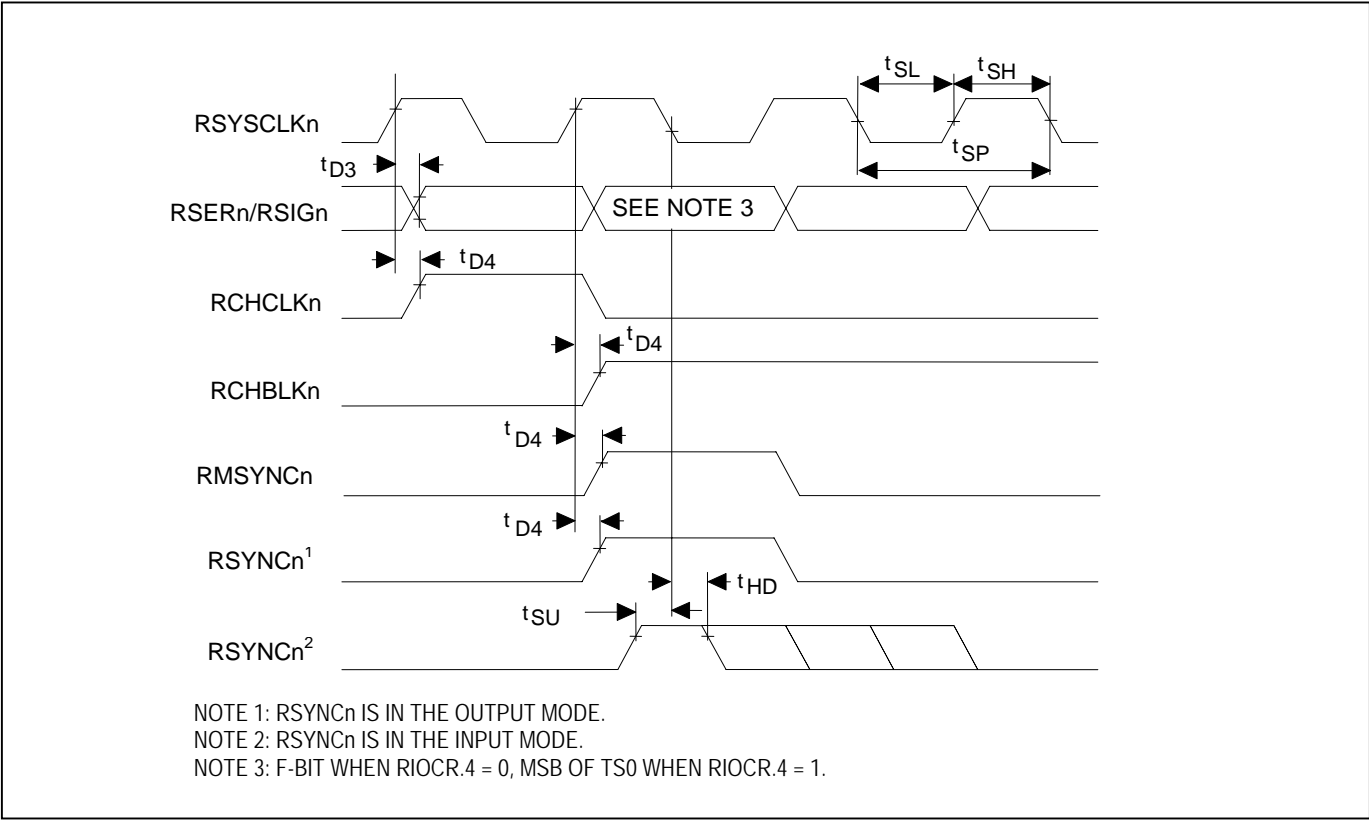 tSL
tSH
RSYSCLKn
tSP
tD3
RSERn/RSIGn
SEE NOTE 3
tD4
RCHCLKn
tD4
RCHBLKn
tD4
RMSYNCn
tD4
RSYNCn1
tHD
tSU
RSYNCn2
NOTE 1: RSYNCn IS IN THE OUTPUT MODE.
NOTE 2: RSYNCn IS IN THE INPUT MODE.
NOTE 3: F-BIT WHEN RIOCR.4 = 0, MSB OF TS0 WHEN RIOCR.4 = 1.